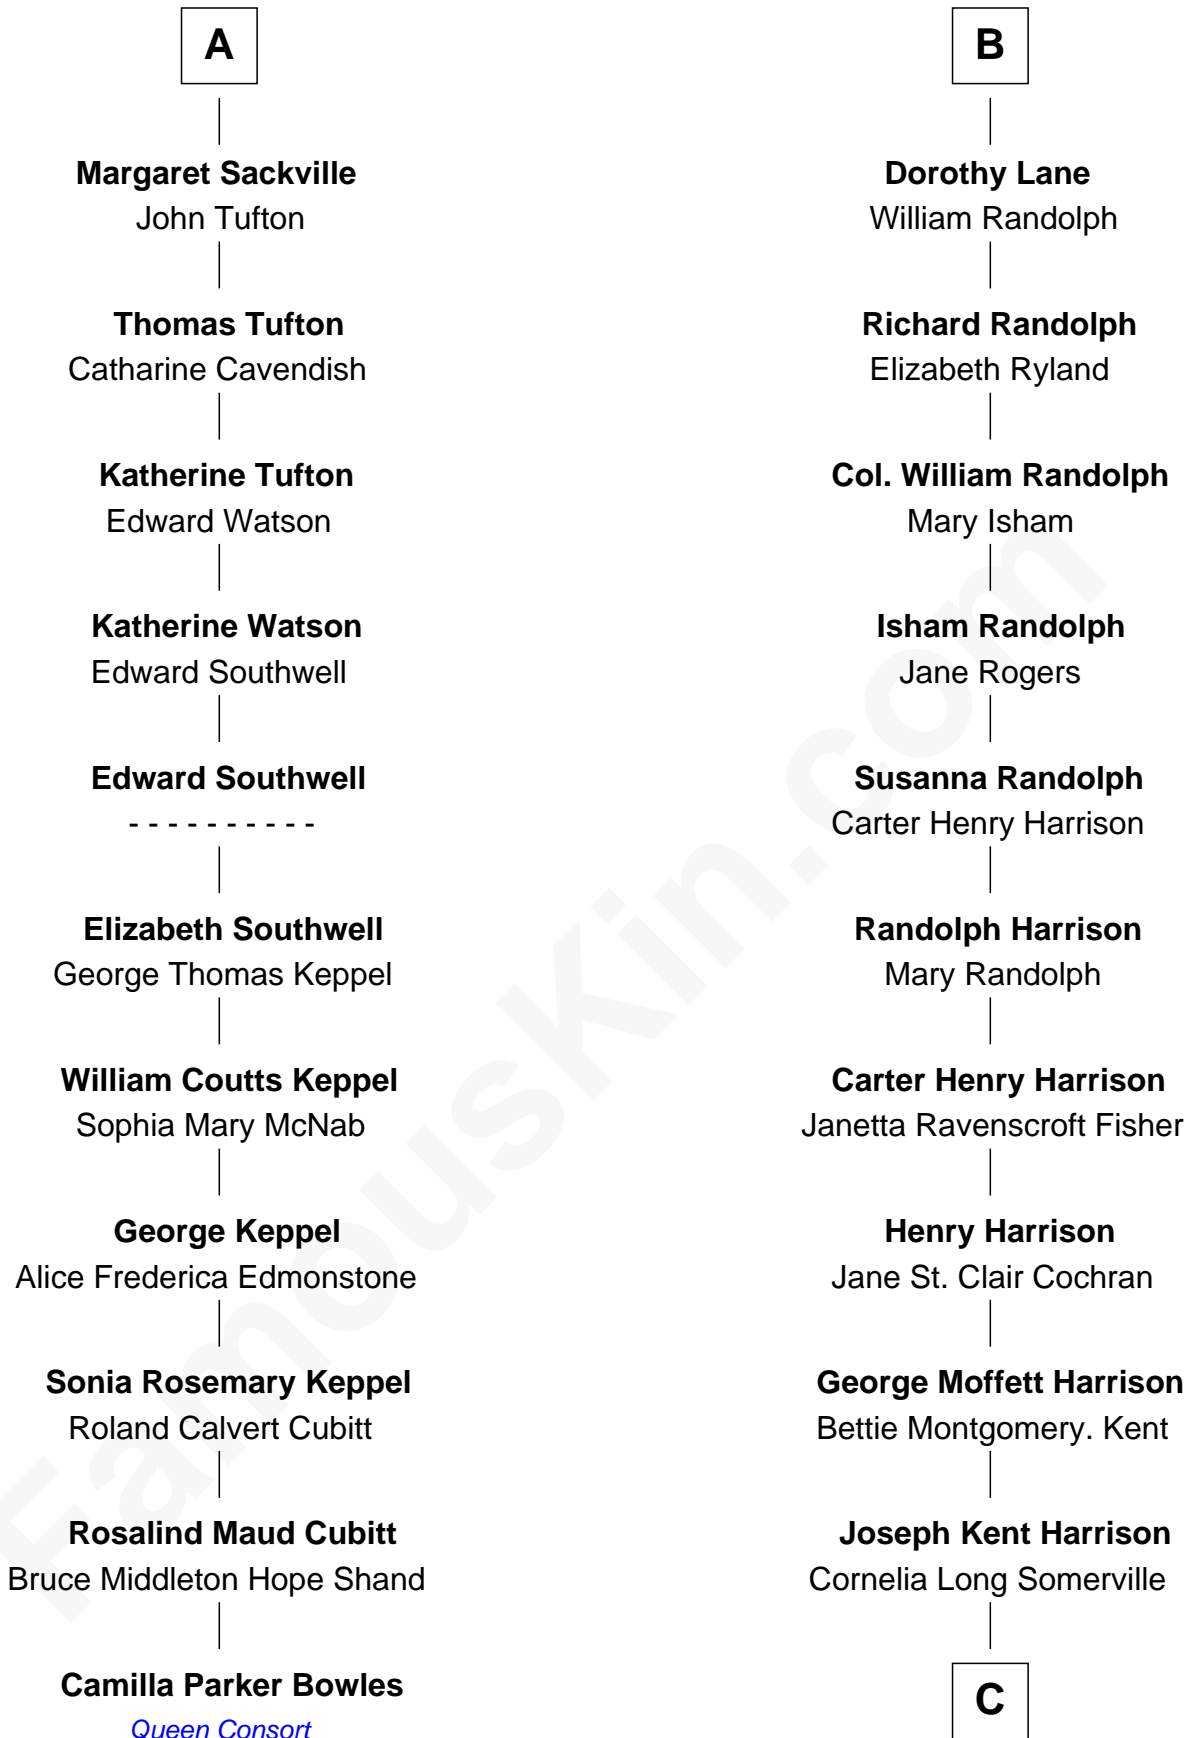 A
Margaret Sackville
John Tufton
Thomas Tufton
Catharine Cavendish
Katherine Tufton
Edward Watson
Katherine Watson
Edward Southwell
Edward Southwell
- - - - - - - - - -
Elizabeth Southwell
George Thomas Keppel
William Coutts Keppel
Sophia Mary McNab
George Keppel
Alice Frederica Edmonstone
Sonia Rosemary Keppel
Roland Calvert Cubitt
Rosalind Maud Cubitt
Bruce Middleton Hope Shand
Camilla Parker Bowles
Queen Consort
B
Dorothy Lane
William Randolph
Richard Randolph
Elizabeth Ryland
Col. William Randolph
Mary Isham
Isham Randolph
Jane Rogers
Susanna Randolph
Carter Henry Harrison
Randolph Harrison
Mary Randolph
Carter Henry Harrison
Janetta Ravenscroft Fisher
Henry Harrison
Jane St. Clair Cochran
George Moffett Harrison
Bettie Montgomery. Kent
Joseph Kent Harrison
Cornelia Long Somerville
C
FamousKin.com